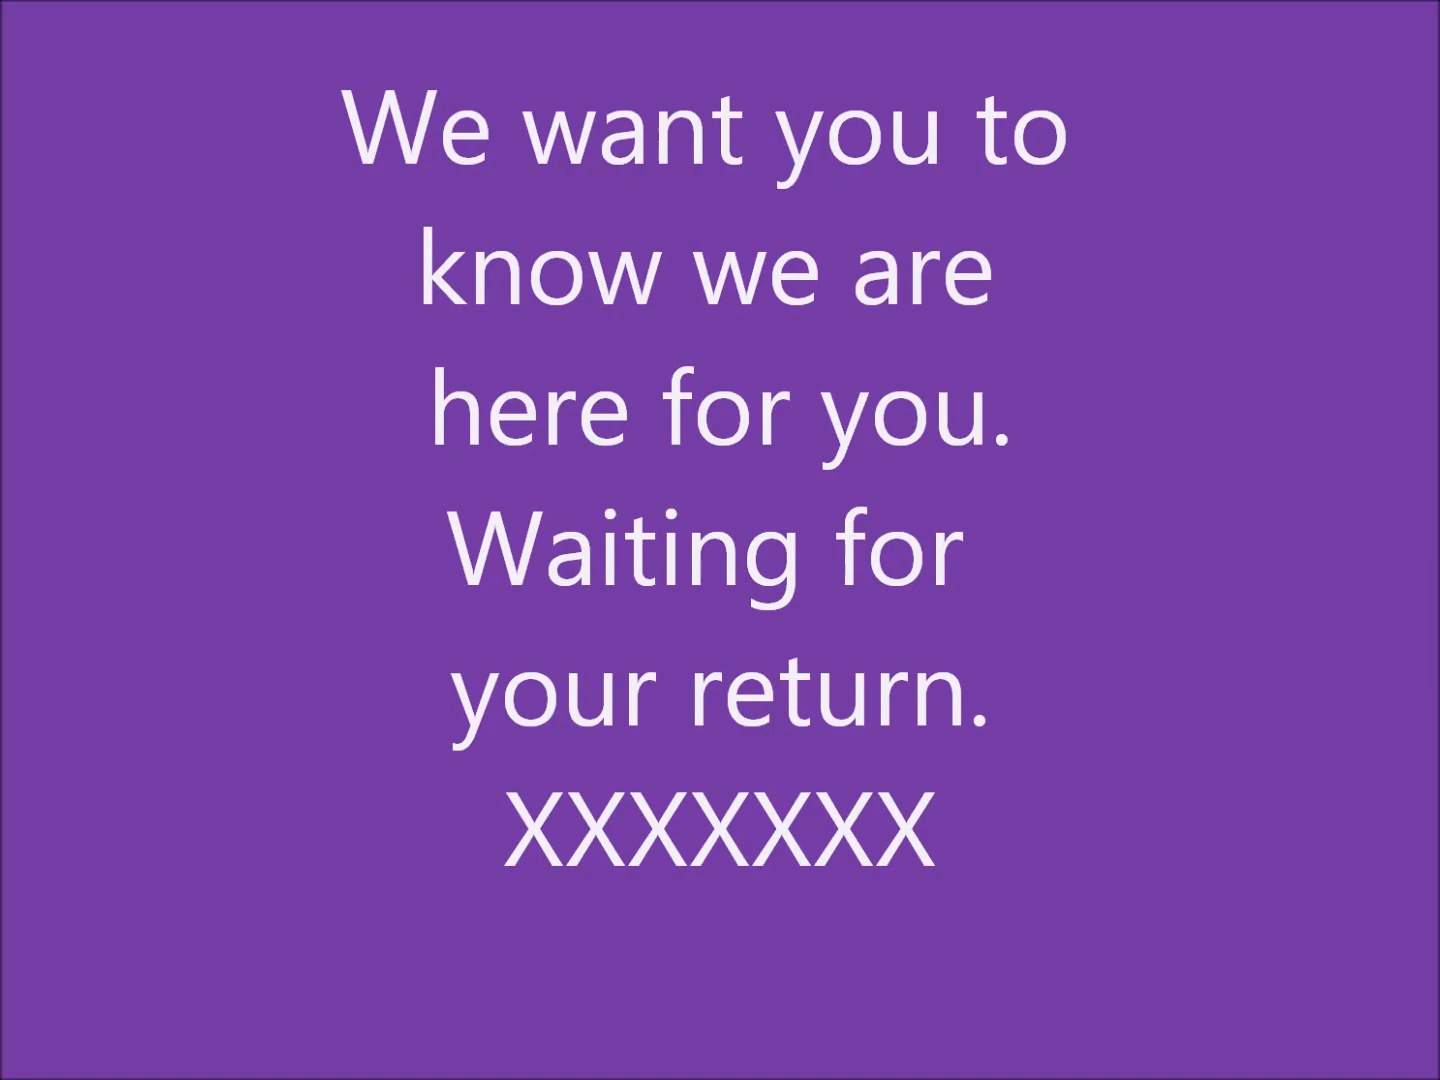 We want you to
know we are
here for you.
Waiting for
your return.
XXXXXXX